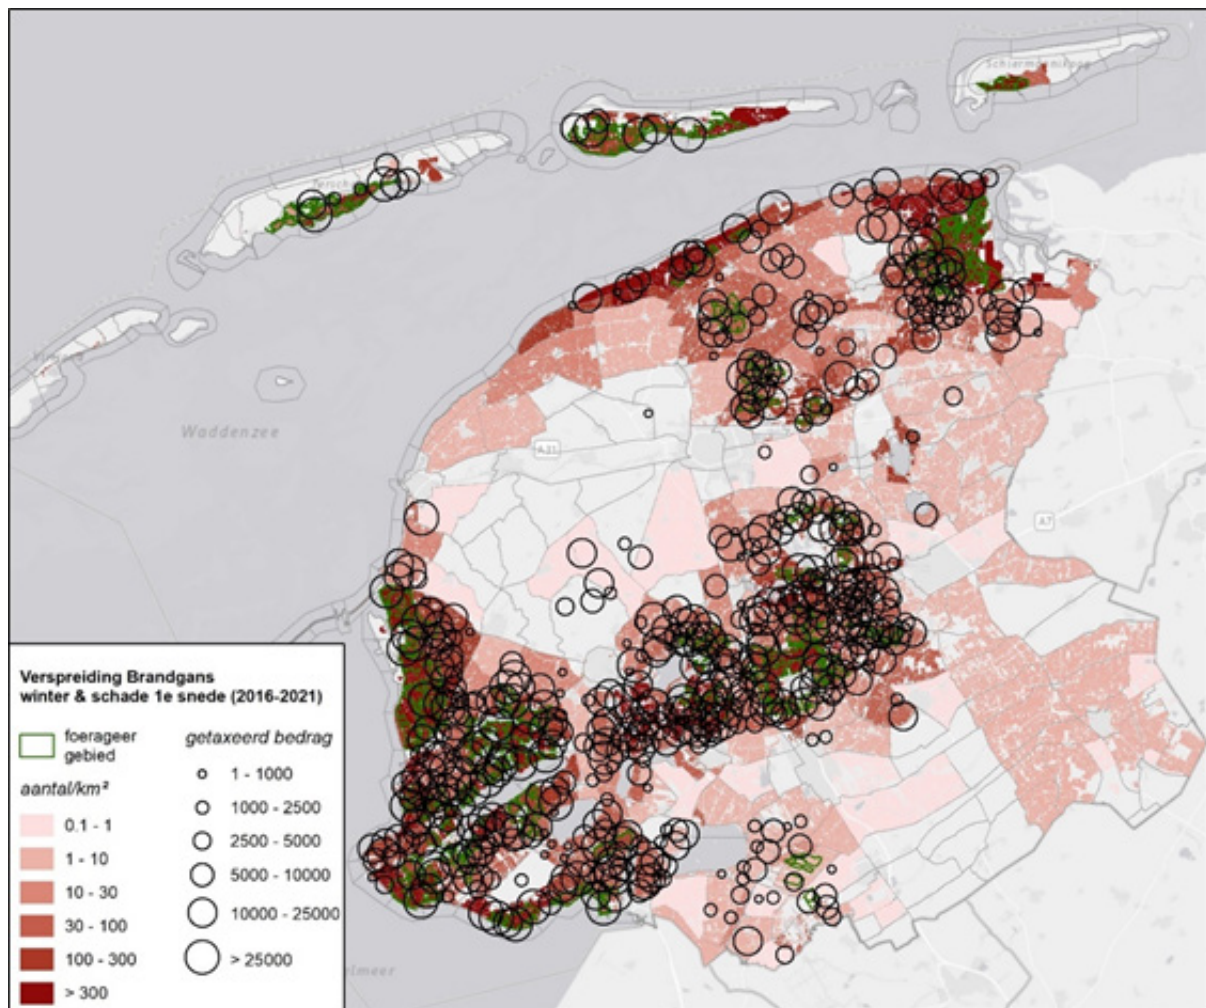 Schiermonnikoog
Waddenzee
A31
A7
Verspreiding Brandgans
winter & schade 1e snede (2016-2021)
foerageer
gebied
getaxeerd bedrag
aantal/km²
1 - 1000
1000 - 2500
2500 - 5000
5000 - 10000
10000 - 25000
> 25000
0.1 - 1
1 - 10
10 - 30
30 - 100
100 - 300
> 300
elmeer